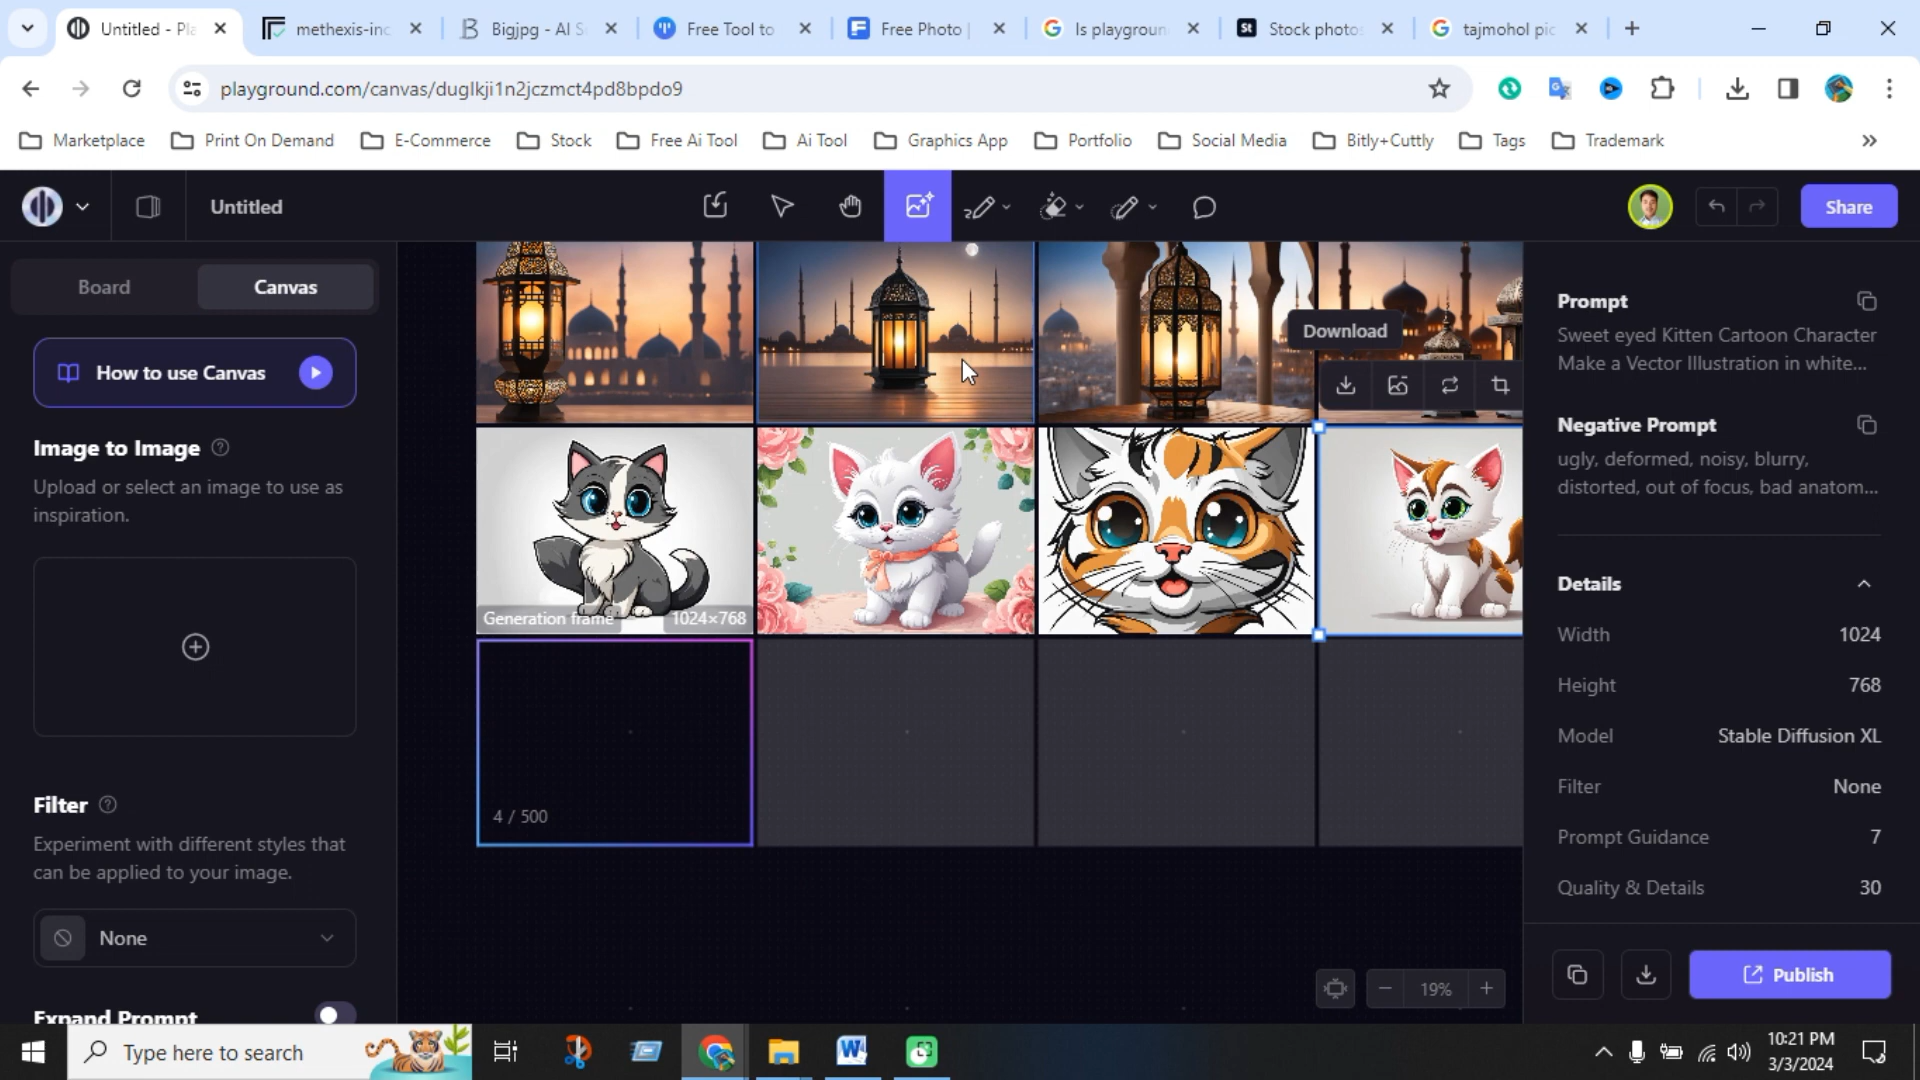 Untitled - Pla
methexis-inc
Bigjpg - AI S
Free Tool to
Free Photo |
Is playgroun
Stock photo
tajmohol pic
playground.com/canvas/duglkji1n2jczmct4pd8bpdo9
Marketplace
Print On Demand
E-Commerce
Stock
Free Ai Tool
Ai Tool
Graphics App
Portfolio
Social Media
Bitly+Cuttly
Tags
Trademark
Untitled
Share
Board
Canvas
How to use Canvas
Image to Image
Upload or select an image to use as
inspiration.
Filter
Experiment with different styles that
can be applied to your image.
None
Expand Prompt
Download
Generation frame
1024×768
4 / 500
19%
Prompt
Sweet eyed Kitten Cartoon Character
Make a Vector Illustration in white...
Negative Prompt
ugly, deformed, noisy, blurry,
distorted, out of focus, bad anatom...
Details
Width 1024
Height 768
Model Stable Diffusion XL
Filter None
Prompt Guidance 7
Quality & Details 30
Publish
Type here to search
10:21 PM
3/3/2024